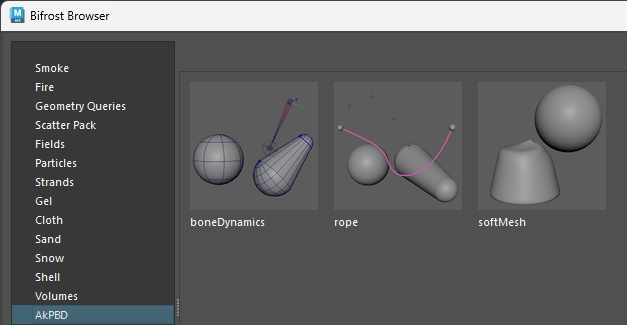 Bifrost Browser
Smoke
Fire
Geometry Queries
Scatter Pack
Fields
Particles
Strands
Gel
Cloth
Sand
Snow
Shell
Volumes
AkPBD
boneDynamics
rope
softMesh